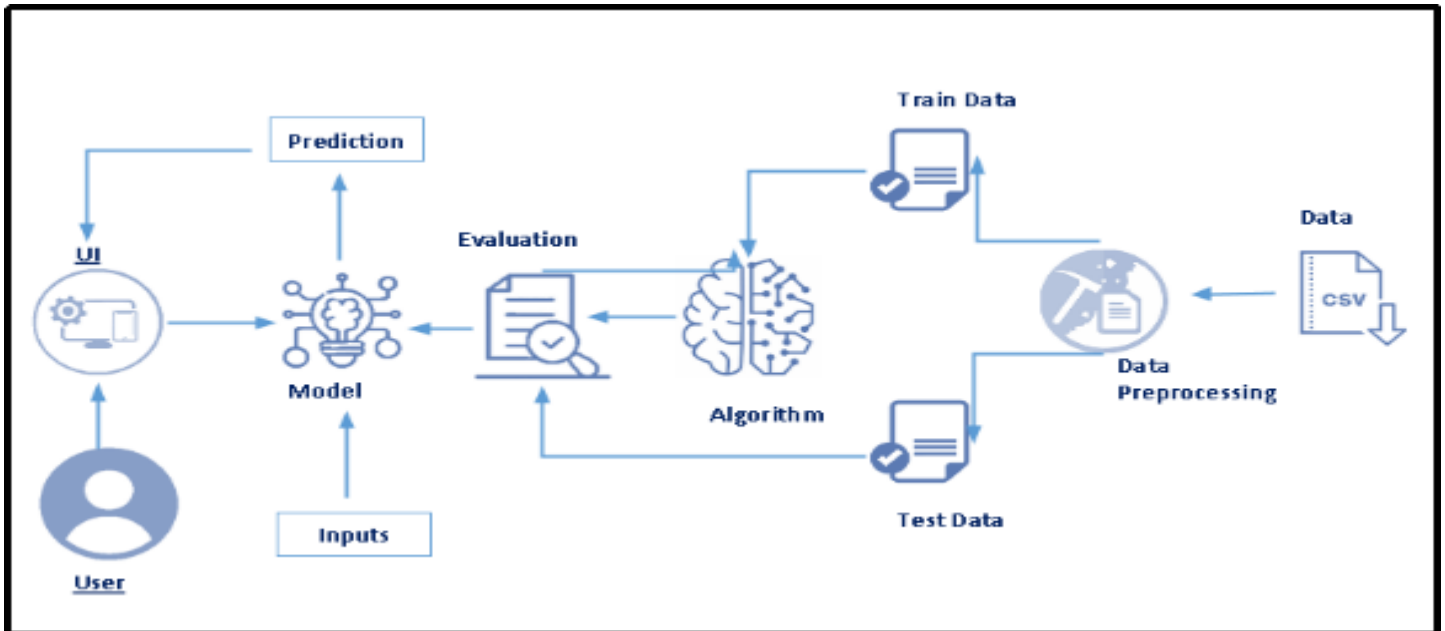 Train Data
Prediction
Data
Evaluation
UI
CSV
Model
Data
Preprocessing
Algorithm
Test Data
Inputs
User